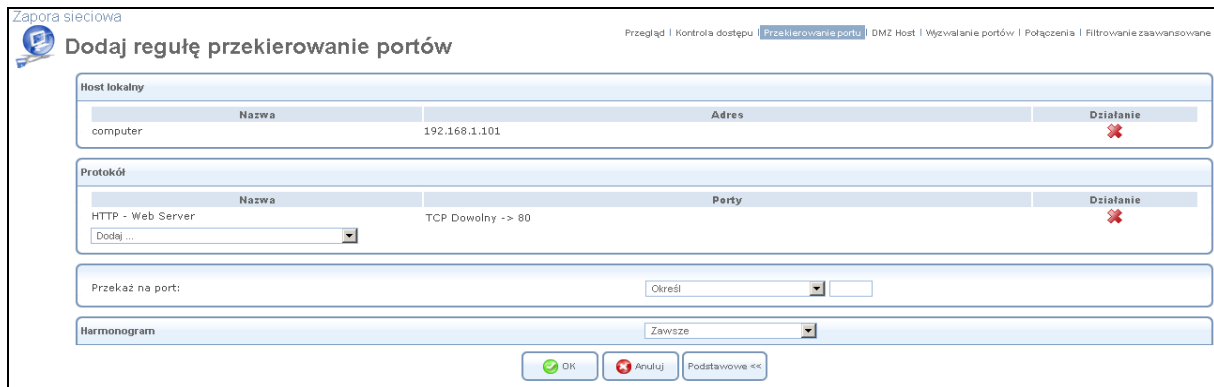 Zapora sieciowa
Dodaj regułę przekierowanie portów
Przegląd | Kontrola dostępu | Przekierowanie portu | DMZ Host | Wyzwalanie portów | Połączenia | Filtrowanie zaawansowane
Host lokalny
Nazwa Adres Działanie
computer 192.168.1.101
Protokół
Nazwa Porty Działanie
HTTP - Web Server TCP Dowolny -> 80
Dodaj ...
Przekaż na port: Określ
Harmonogram Zawsze
OK Anuluj Podstawowe <<